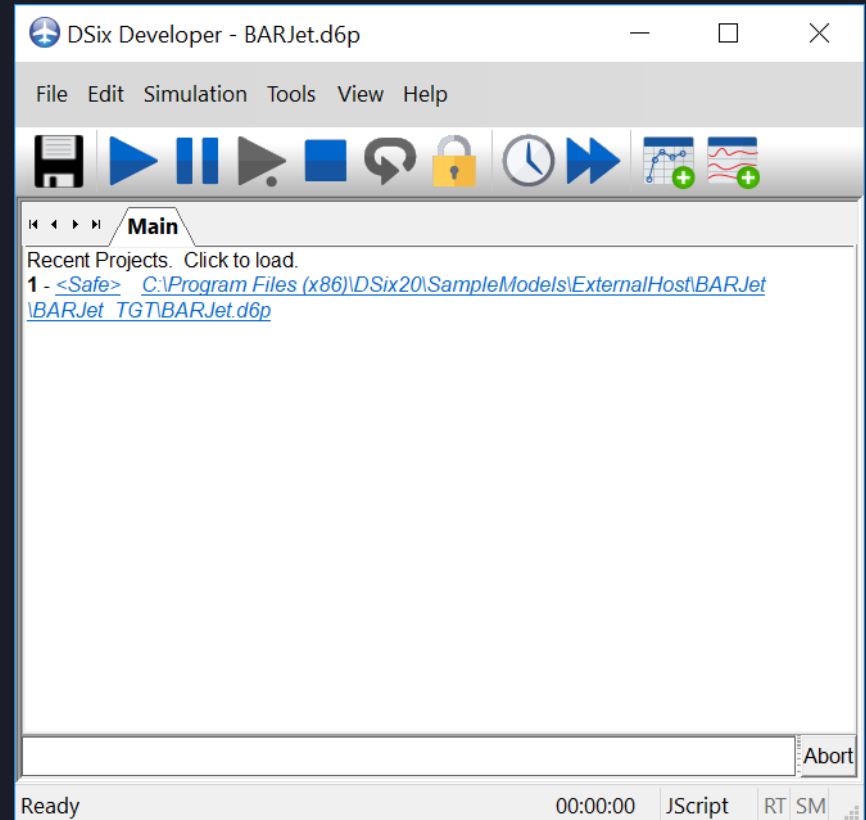 DSix Developer - BARJet.d6p
File Edit Simulation Tools View Help
Main
Recent Projects. Click to load.
1 - <Safe> C:\Program Files (x86)\DSix20\SampleModels\ExternalHost\BARJet
\BARJet_TGT\BARJet.d6p
Abort
Ready 00:00:00 JScript RT SM